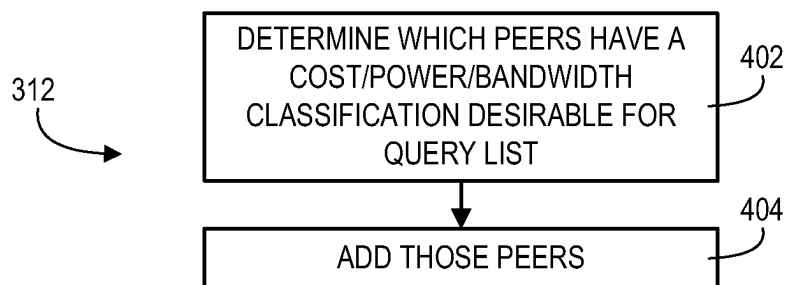 DETERMINE WHICH PEERS HAVE A
COST/POWER/BANDWIDTH
CLASSIFICATION DESIRABLE FOR
QUERY LIST
402
312
ADD THOSE PEERS
404